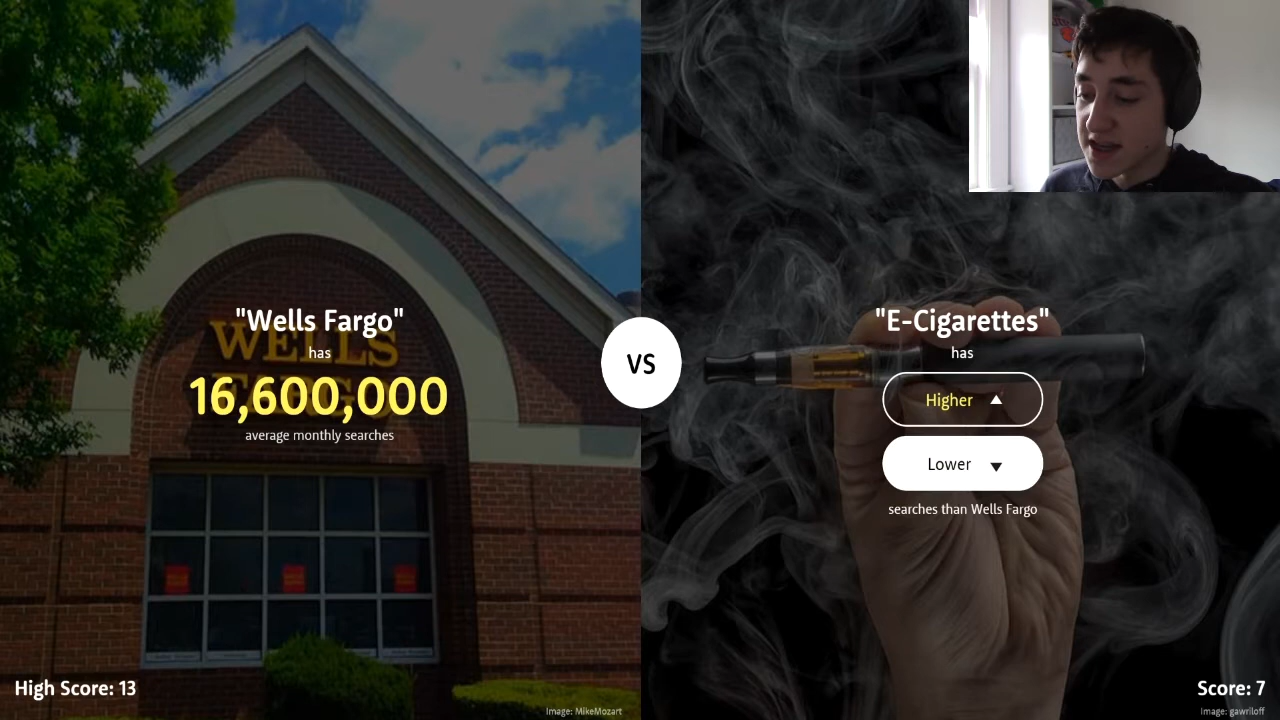 "Wells Fargo"
has
WELLS
16,600,000
average monthly searches
VS
"E-Cigarettes"
has
Higher
Lower
searches than Wells Fargo
High Score: 13
Image: MikeMozart
Score: 7
Image: gawriloff